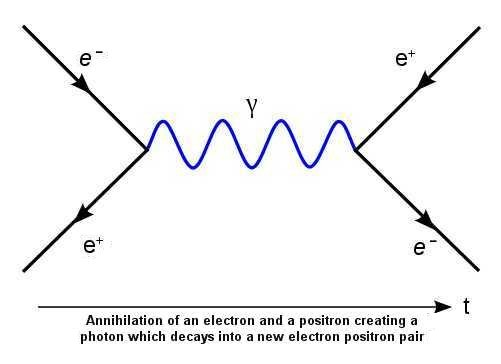 e⁻
e⁺
γ
e⁺
e⁻
t
Annihilation of an electron and a positron creating a
photon which decays into a new electron positron pair